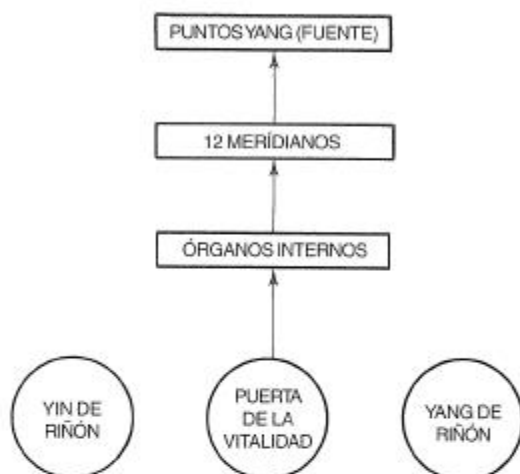 PUNTOS YANG (FUENTE)
12 MERÍDIANOS
ÓRGANOS INTERNOS
YIN DE
RIÑÓN
PUERTA
DE LA
VITALIDAD
YANG DE
RIÑÓN